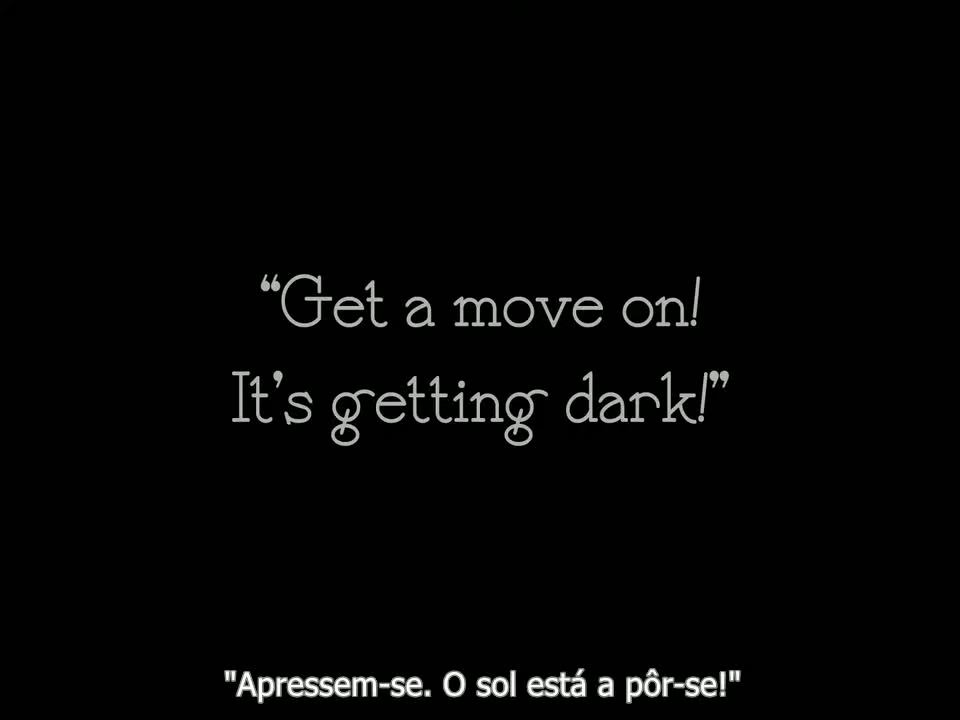 “Get a move on!
It’s getting dark!”
"Apressem-se. O sol está a pôr-se!"